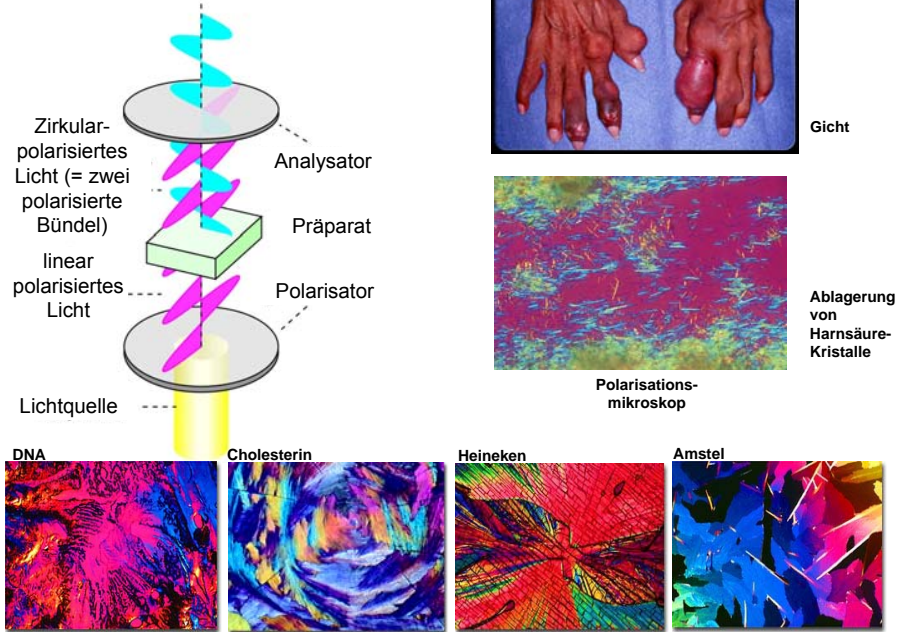 Zirkular-
polarisiertes
Licht (= zwei
polarisierte
Bündel)
Analysator
Präparat
linear
polarisiertes
Licht
Polarisator
Lichtquelle
Gicht
Ablagerung
von
Harnsäure-
Kristalle
Polarisations-
mikroskop
DNA
Cholesterin
Heineken
Amstel